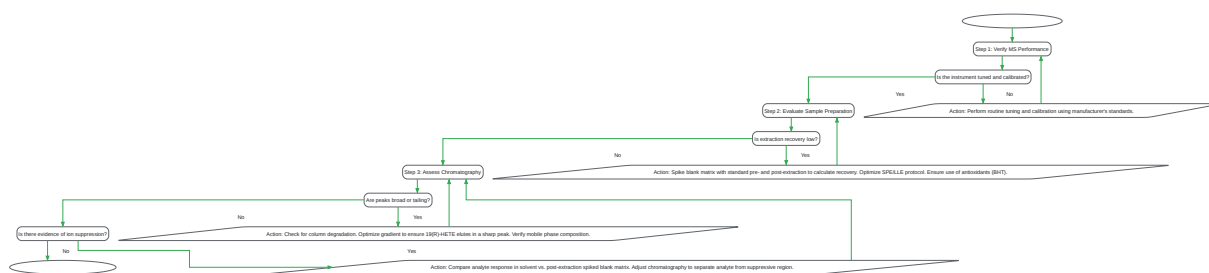 Step 1: Verify MS Performance
Is the instrument tuned and calibrated?
Yes
No
Step 2: Evaluate Sample Preparation
Action: Perform routine tuning and calibration using manufacturer's standards.
Is extraction recovery low?
No
Yes
Step 3: Assess Chromatography
Action: Spike blank matrix with standard pre- and post-extraction to calculate recovery. Optimize SPE/LLE protocol. Ensure use of antioxidants (BHT).
Are peaks broad or tailing?
No
Yes
Is there evidence of ion suppression?
Action: Check for column degradation. Optimize gradient to ensure 19(R)-HETE elutes in a sharp peak. Verify mobile phase composition.
No
Yes
Action: Compare analyte response in solvent vs. post-extraction spiked blank matrix. Adjust chromatography to separate analyte from suppressive region.